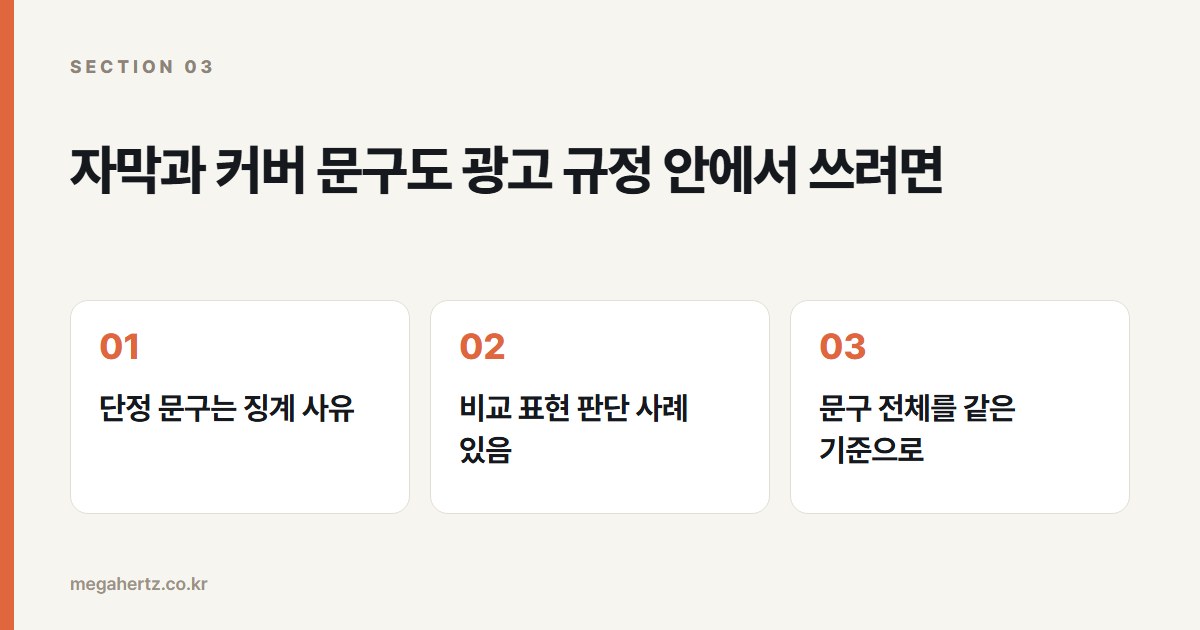 SECTION 03
자막과 커버 문구도 광고 규정 안에서 쓰려면
01
단정 문구는 징계 사유
02
비교 표현 판단 사례
있음
03
문구 전체를 같은
기준으로
megahertz.co.kr